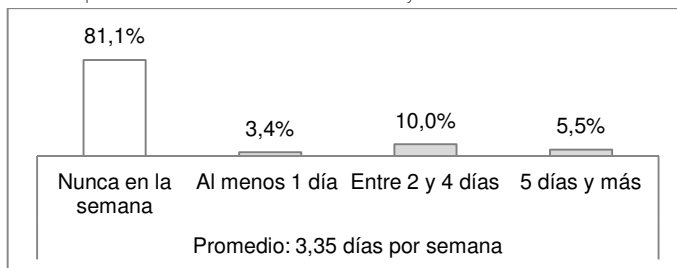 81,1%
3,4%
10,0%
5,5%
Nunca en la semana
Al menos 1 día
Entre 2 y 4 días
5 días y más
Promedio: 3,35 días por semana